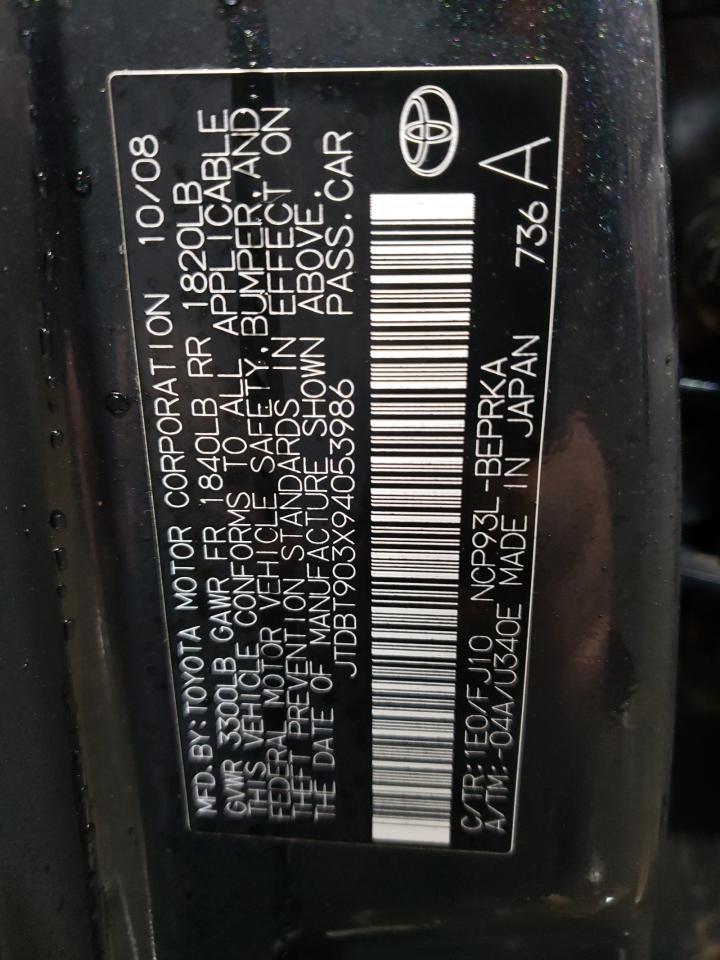 MFD.BY:TOYOTA MOTOR CORPORATION 10/08
GVWR 3300LB GAWR FR 1840LB RR 1820LB
THIS VEHICLE CONFORMS TO ALL APPLICABLE
FEDERAL MOTOR VEHICLE SAFETY,BUMPER,AND
THEFT PREVENTION STANDARDS IN EFFECT ON
THE DATE OF MANUFACTURE SHOWN ABOVE.
JTDBT903X94053986 PASS.CAR
C/TR:1E0/FJ10 NCP93L-BEPRKA
A/TM:-04A/U340E MADE IN JAPAN 736 A